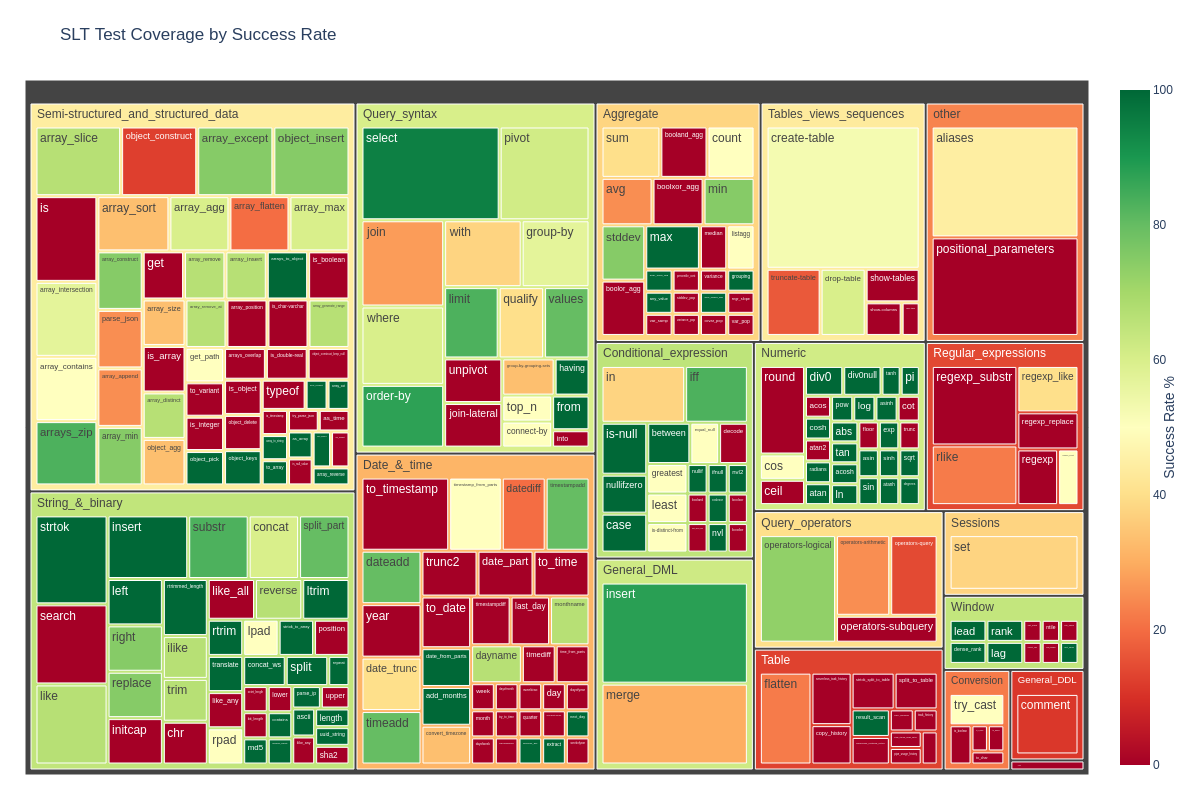 SLT Test Coverage by Success Rate
Semi-structured_and_structured_data
array_slice
object_construct
array_except
object_insert
is
array_sort
array_agg
array_flatten
array_max
array_intersection
array_construct
get
array_remove
array_insert
arrays_to_object
is_boolean
parse_json
array_size
array_position
is_char-varchar
array_contains
array_append
is_array
get_path
arrays_overlap
is_double-real
array_distinct
to_variant
is_object
typeof
arrays_zip
array_min
is_integer
object_delete
as_time
object_agg
object_pick
object_keys
to_array
array_reverse
String_&_binary
strtok
insert
substr
concat
split_part
search
left
rtrimmed_length
like_all
reverse
ltrim
right
ilike
rtrim
lpad
position
translate
concat_ws
split
like
replace
trim
like_any
lower
parse_ip
upper
initcap
chr
rpad
contains
ascii
length
uuid_string
md5
sha2
Query_syntax
select
pivot
join
with
group-by
where
limit
qualify
values
order-by
unpivot
group-by-grouping-sets
having
join-lateral
top_n
from
connect-by
into
Date_&_time
to_timestamp
timestamp_from_parts
datediff
timestampadd
dateadd
trunc2
date_part
to_time
year
to_date
timestampdiff
last_day
monthname
date_trunc
date_from_parts
dayname
timediff
time_from_parts
add_months
week
day
timeadd
month
quarter
convert_timezone
extract
Aggregate
sum
booland_agg
count
avg
boolxor_agg
min
stddev
max
median
listagg
boolor_agg
variance
grouping
any_value
stddev_pop
regr_slope
var_samp
var_pop
Conditional_expression
in
iff
is-null
between
equal_null
decode
nullifzero
greatest
nullif
ifnull
nvl2
least
case
is-distinct-from
nvl
General_DML
insert
merge
Tables_views_sequences
create-table
truncate-table
drop-table
show-tables
show-columns
other
aliases
positional_parameters
Numeric
round
div0
div0null
tanh
pi
acos
pow
log
asinh
cot
cosh
abs
floor
exp
trunc
cos
atan2
tan
asin
sinh
sqrt
radians
acosh
ceil
atan
ln
sin
atanh
degrees
Regular_expressions
regexp_substr
regexp_like
regexp_replace
rlike
regexp
Query_operators
operators-logical
operators-arithmetic
operators-query
operators-subquery
Sessions
set
Window
lead
rank
ntile
dense_rank
lag
Table
flatten
split_to_table
result_scan
copy_history
Conversion
try_cast
General_DDL
comment
100
80
60
40
20
0
Success Rate %